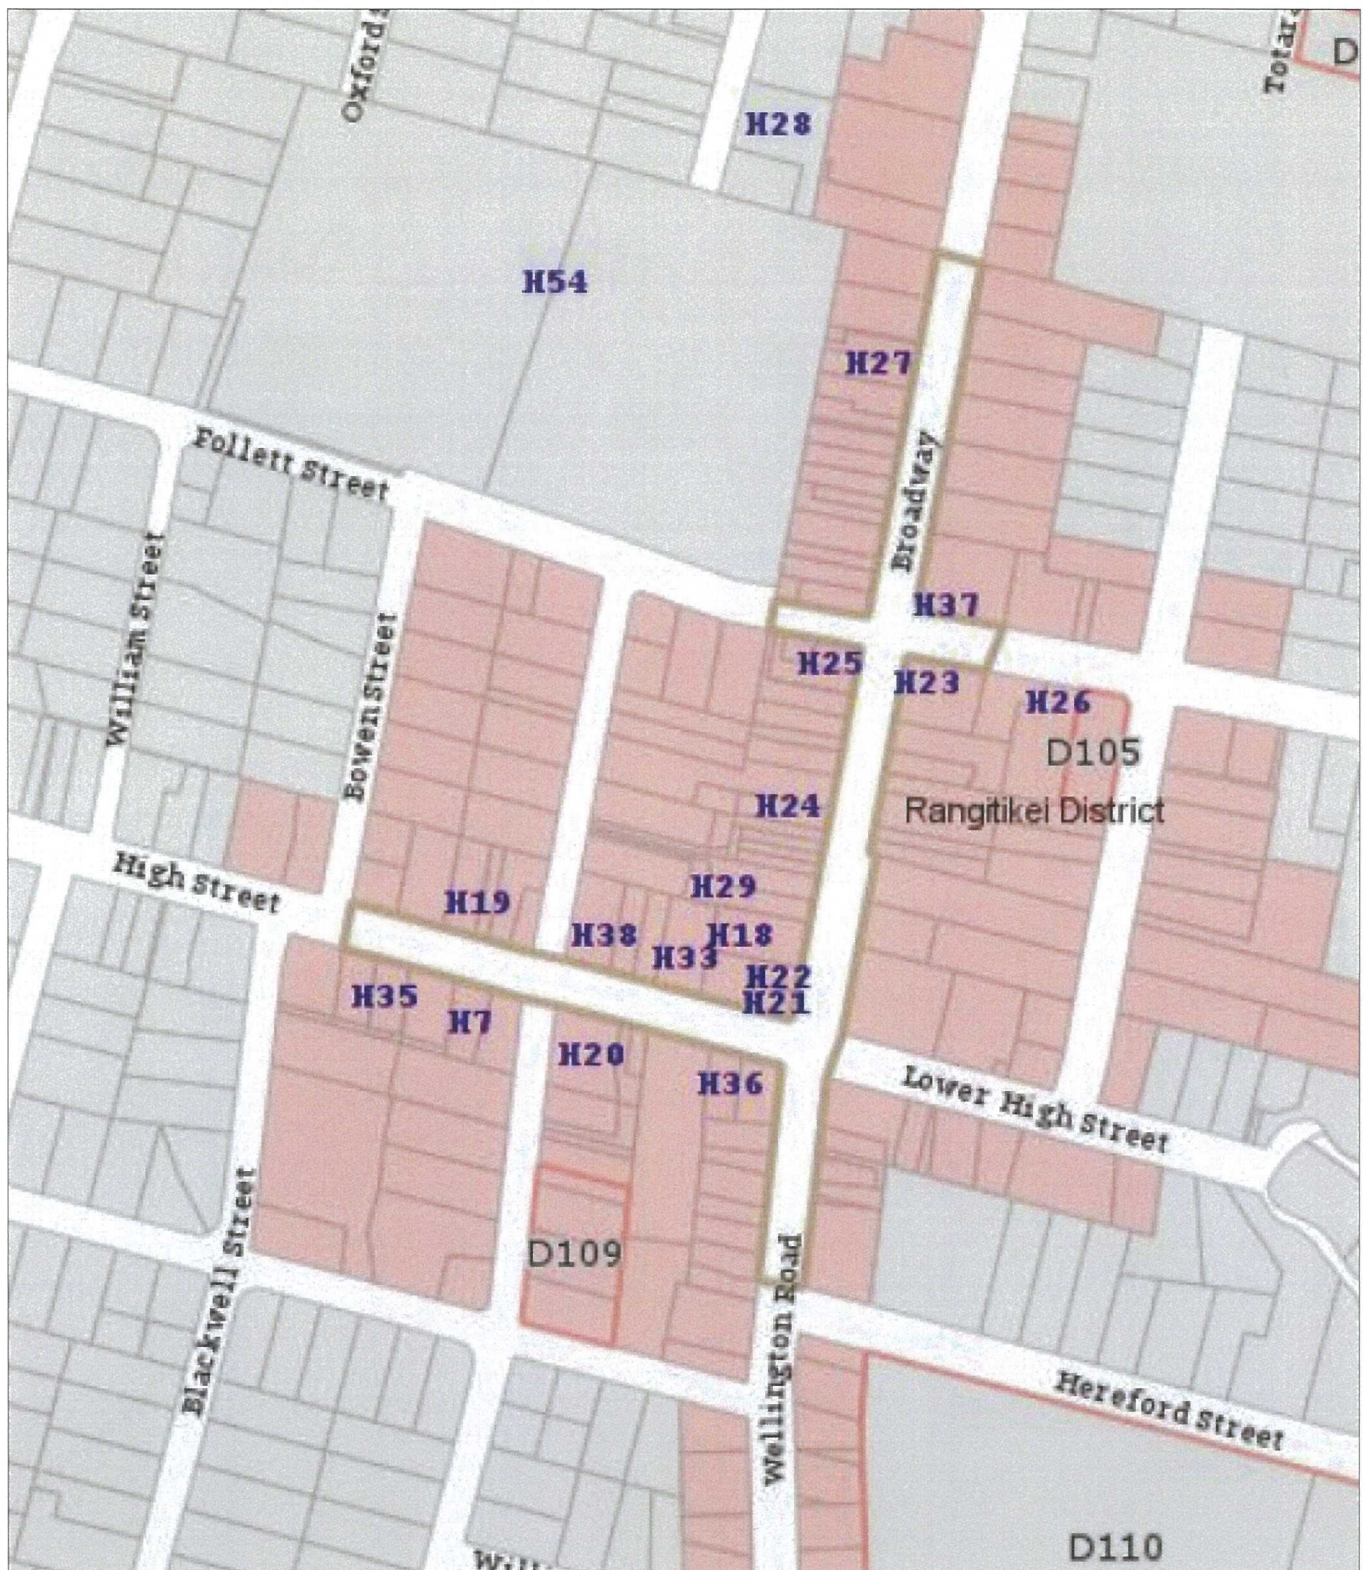 Oxford
Totara
D
H28
H54
H27
Follett Street
Broadway
William Street
Bowen Street
H37
H25
H23
H26
D105
H24
Rangitikei District
High Street
H29
H19
H38
H18
H33
H22
H21
H35
H7
H20
H36
Lower High Street
Blackwell Street
D109
Wellington Road
Hereford Street
D110